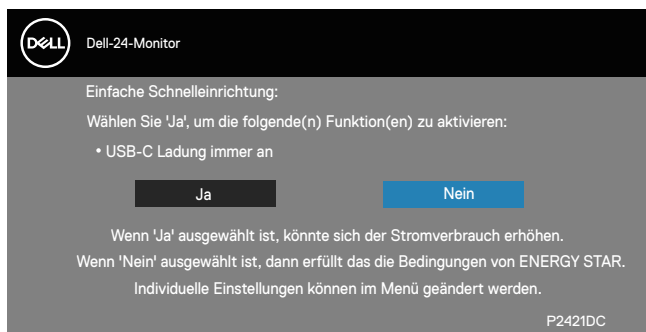 DELL
Dell-24-Monitor
Einfache Schnelleinrichtung:
Wählen Sie 'Ja', um die folgende(n) Funktion(en) zu aktivieren:
• USB-C Ladung immer an
Ja Nein
Wenn 'Ja' ausgewählt ist, könnte sich der Stromverbrauch erhöhen.
Wenn 'Nein' ausgewählt ist, dann erfüllt das die Bedingungen von ENERGY STAR.
Individuelle Einstellungen können im Menü geändert werden.
P2421DC